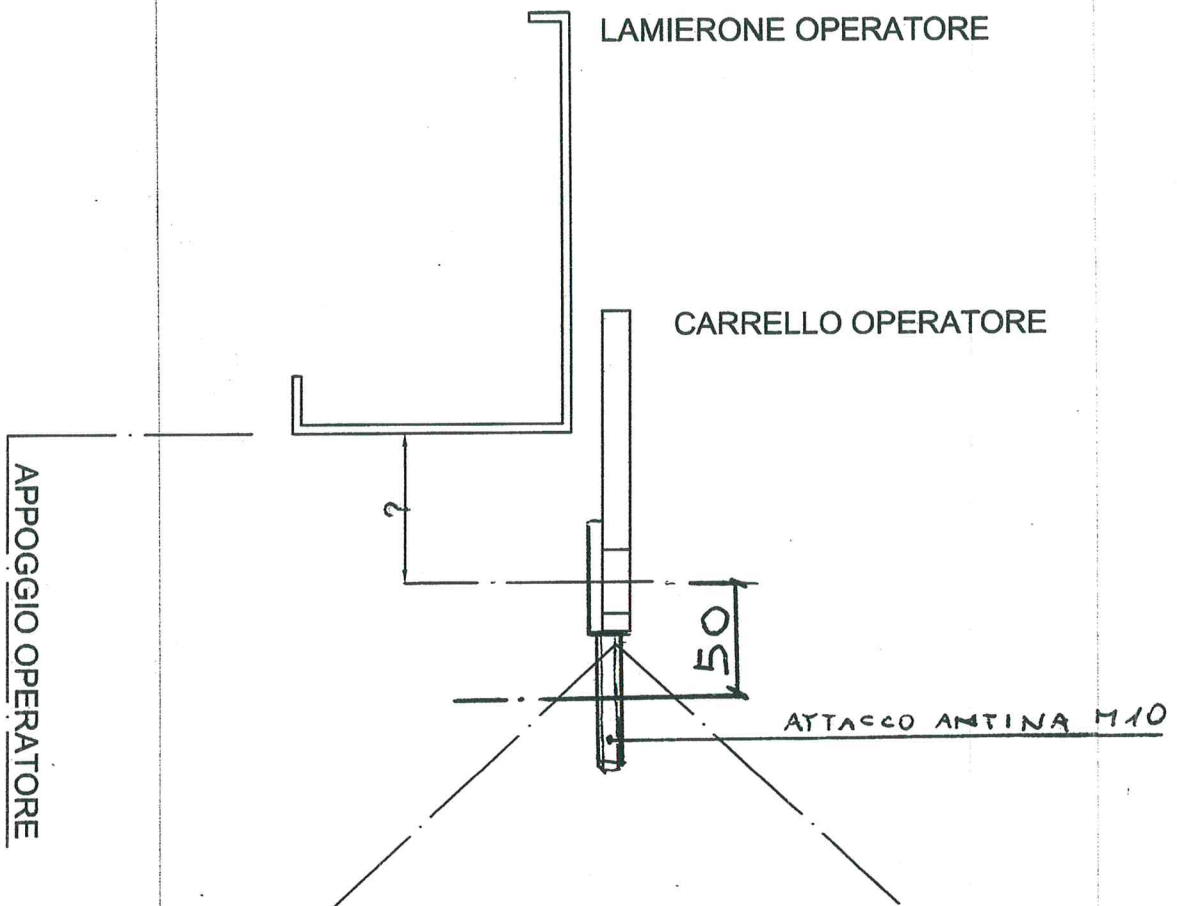 LAMIERONE OPERATORE
CARRELLO OPERATORE
APPOGGIO OPERATORE
?
50
ATTACCO ANTINA M10